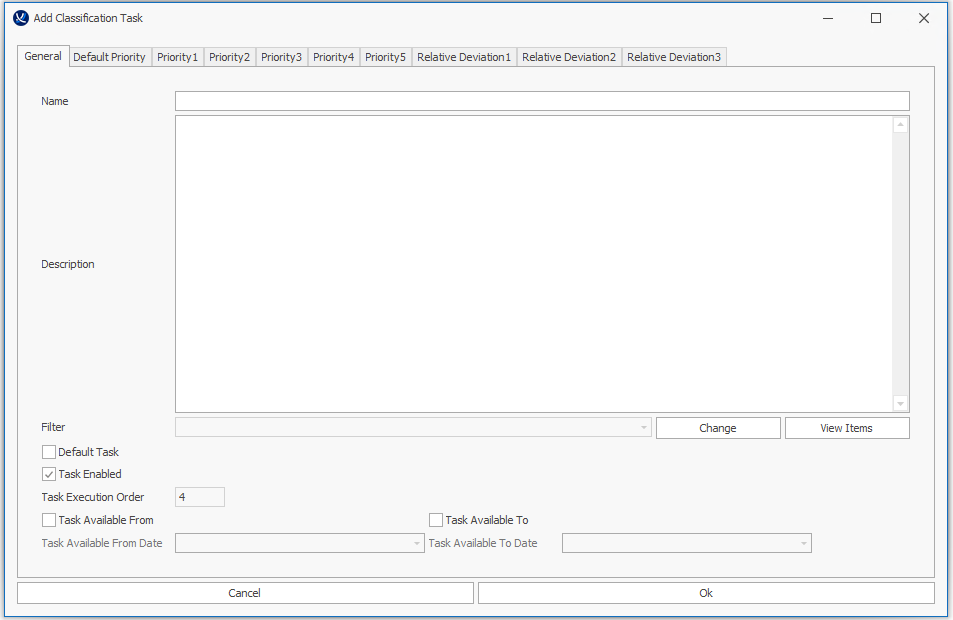 Add Classification Task
General Default Priority Priority1 Priority2 Priority3 Priority4 Priority5 Relative Deviation1 Relative Deviation2 Relative Deviation3
Name
Description
Filter Change View Items
Default Task
Task Enabled
Task Execution Order 4
Task Available From Task Available To
Task Available From Date Task Available To Date
Cancel Ok